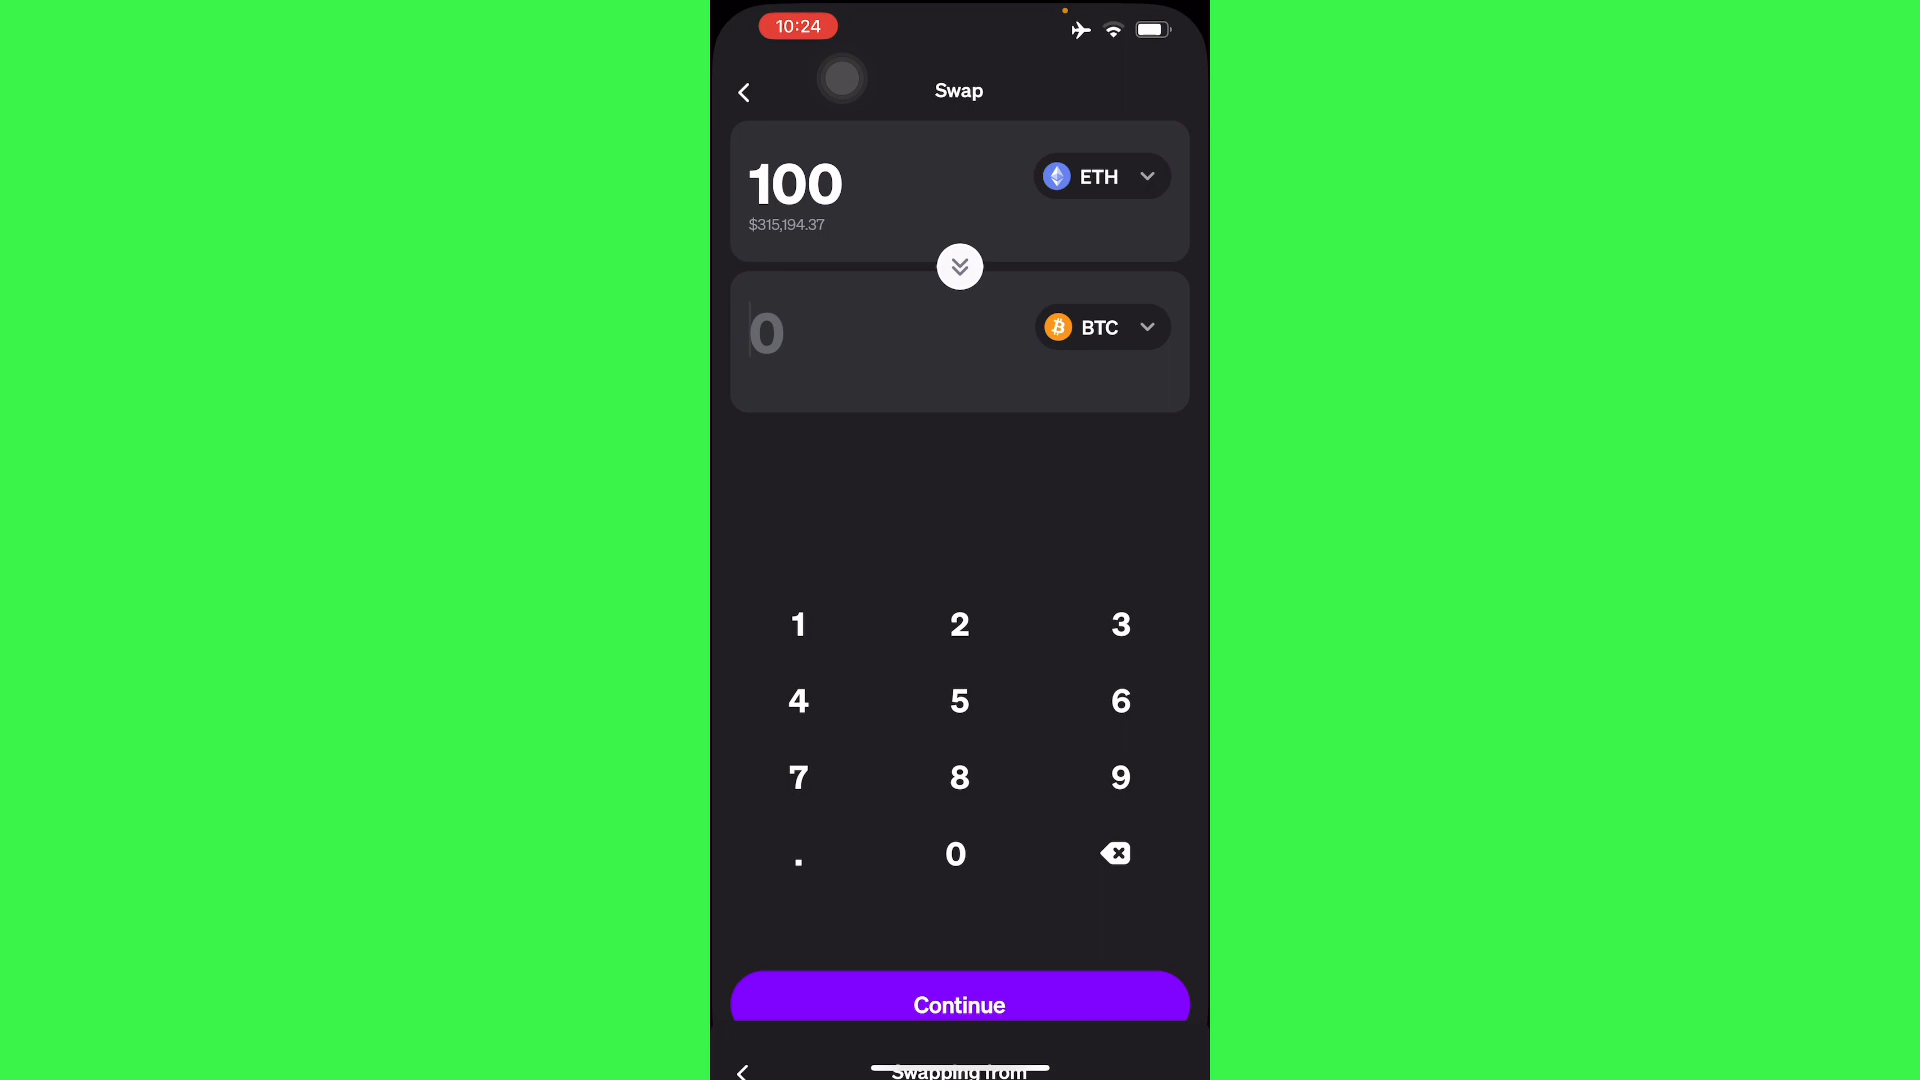 10:24
Swap
100
ETH
$315,194.37
0
BTC
1 2 3
4 5 6
7 8 9
. 0
Continue
Swapping from